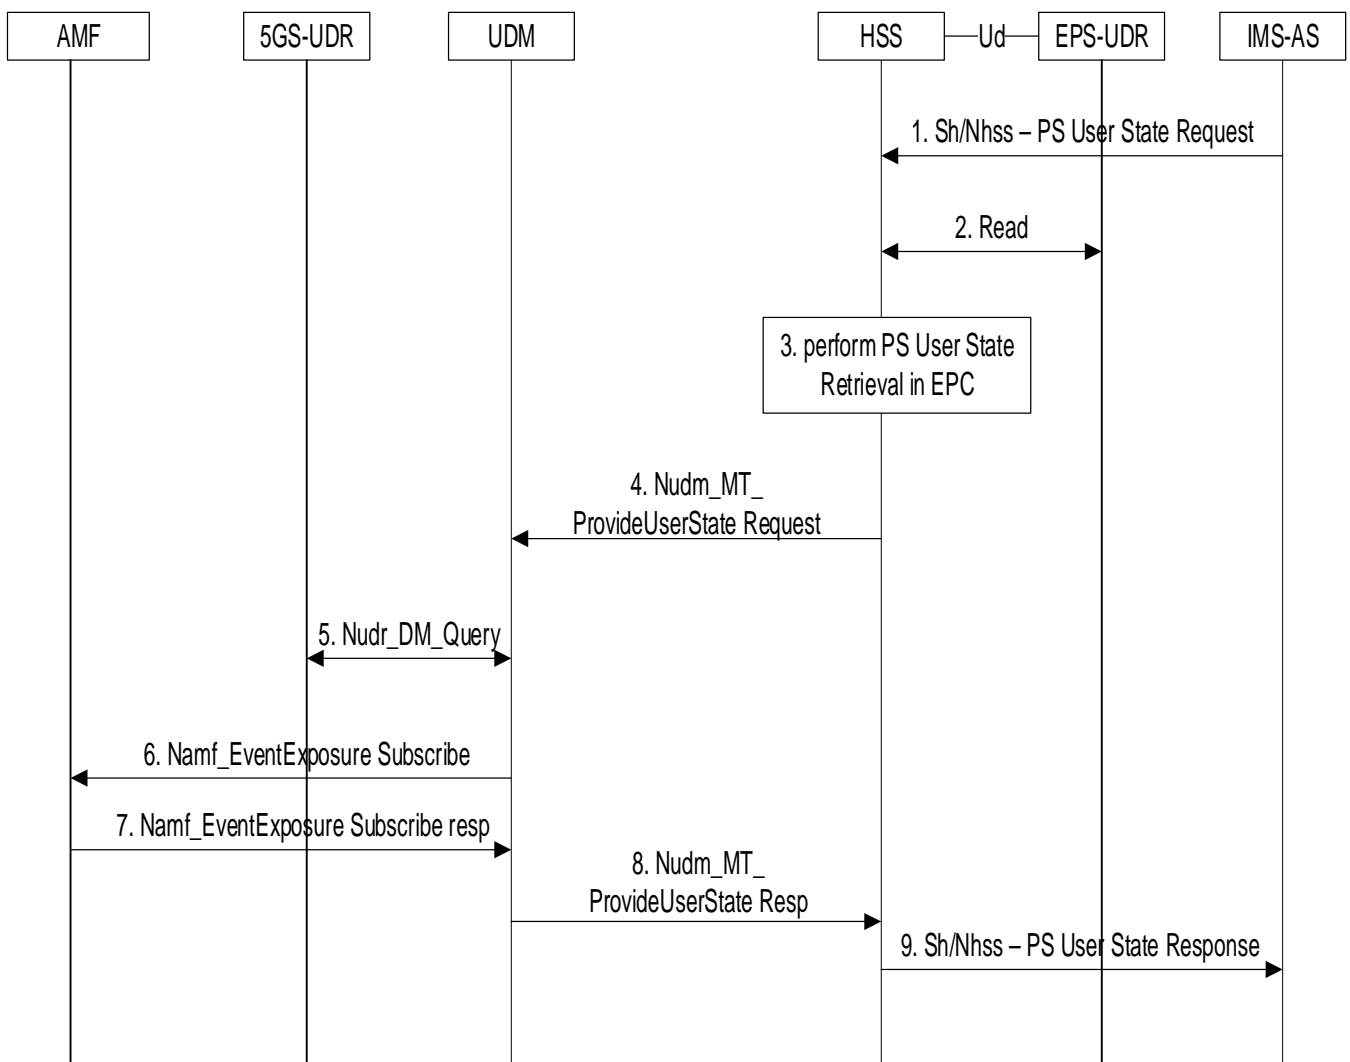 AMF
5GS-UDR
UDM
HSS
Ud
EPS-UDR
IMS-AS
1. Sh/Nhss – PS User State Request
2. Read
3. perform PS User State
Retrieval in EPC
4. Nudm_MT_
ProvideUserState Request
5. Nudr_DM_Query
6. Namf_EventExposure Subscribe
7. Namf_EventExposure Subscribe resp
8. Nudm_MT_
ProvideUserState Resp
9. Sh/Nhss – PS User State Response